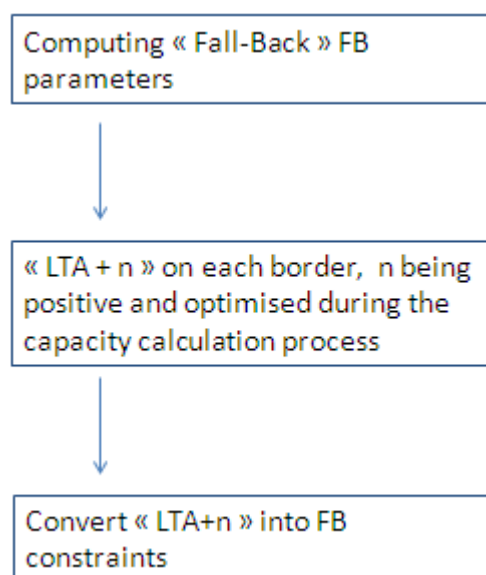 Computing « Fall-Back » FB
parameters
« LTA + n » on each border, n being
positive and optimised during the
capacity calculation process
Convert « LTA+n » into FB
constraints